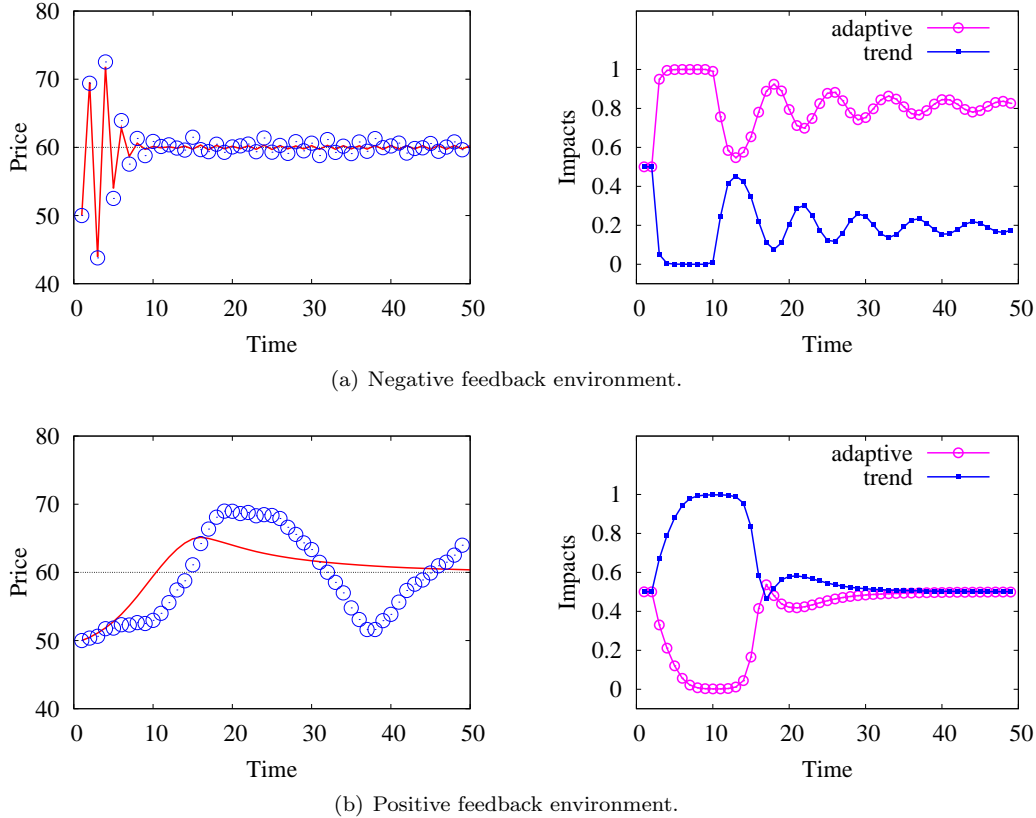 80
70
60
50
40
Price
0 10 20 30 40 50
Time
adaptive
trend
1
0.8
0.6
0.4
0.2
0
Impacts
0 10 20 30 40 50
Time
(a) Negative feedback environment.
80
70
60
50
40
Price
0 10 20 30 40 50
Time
adaptive
trend
1
0.8
0.6
0.4
0.2
0
Impacts
0 10 20 30 40 50
Time
(b) Positive feedback environment.